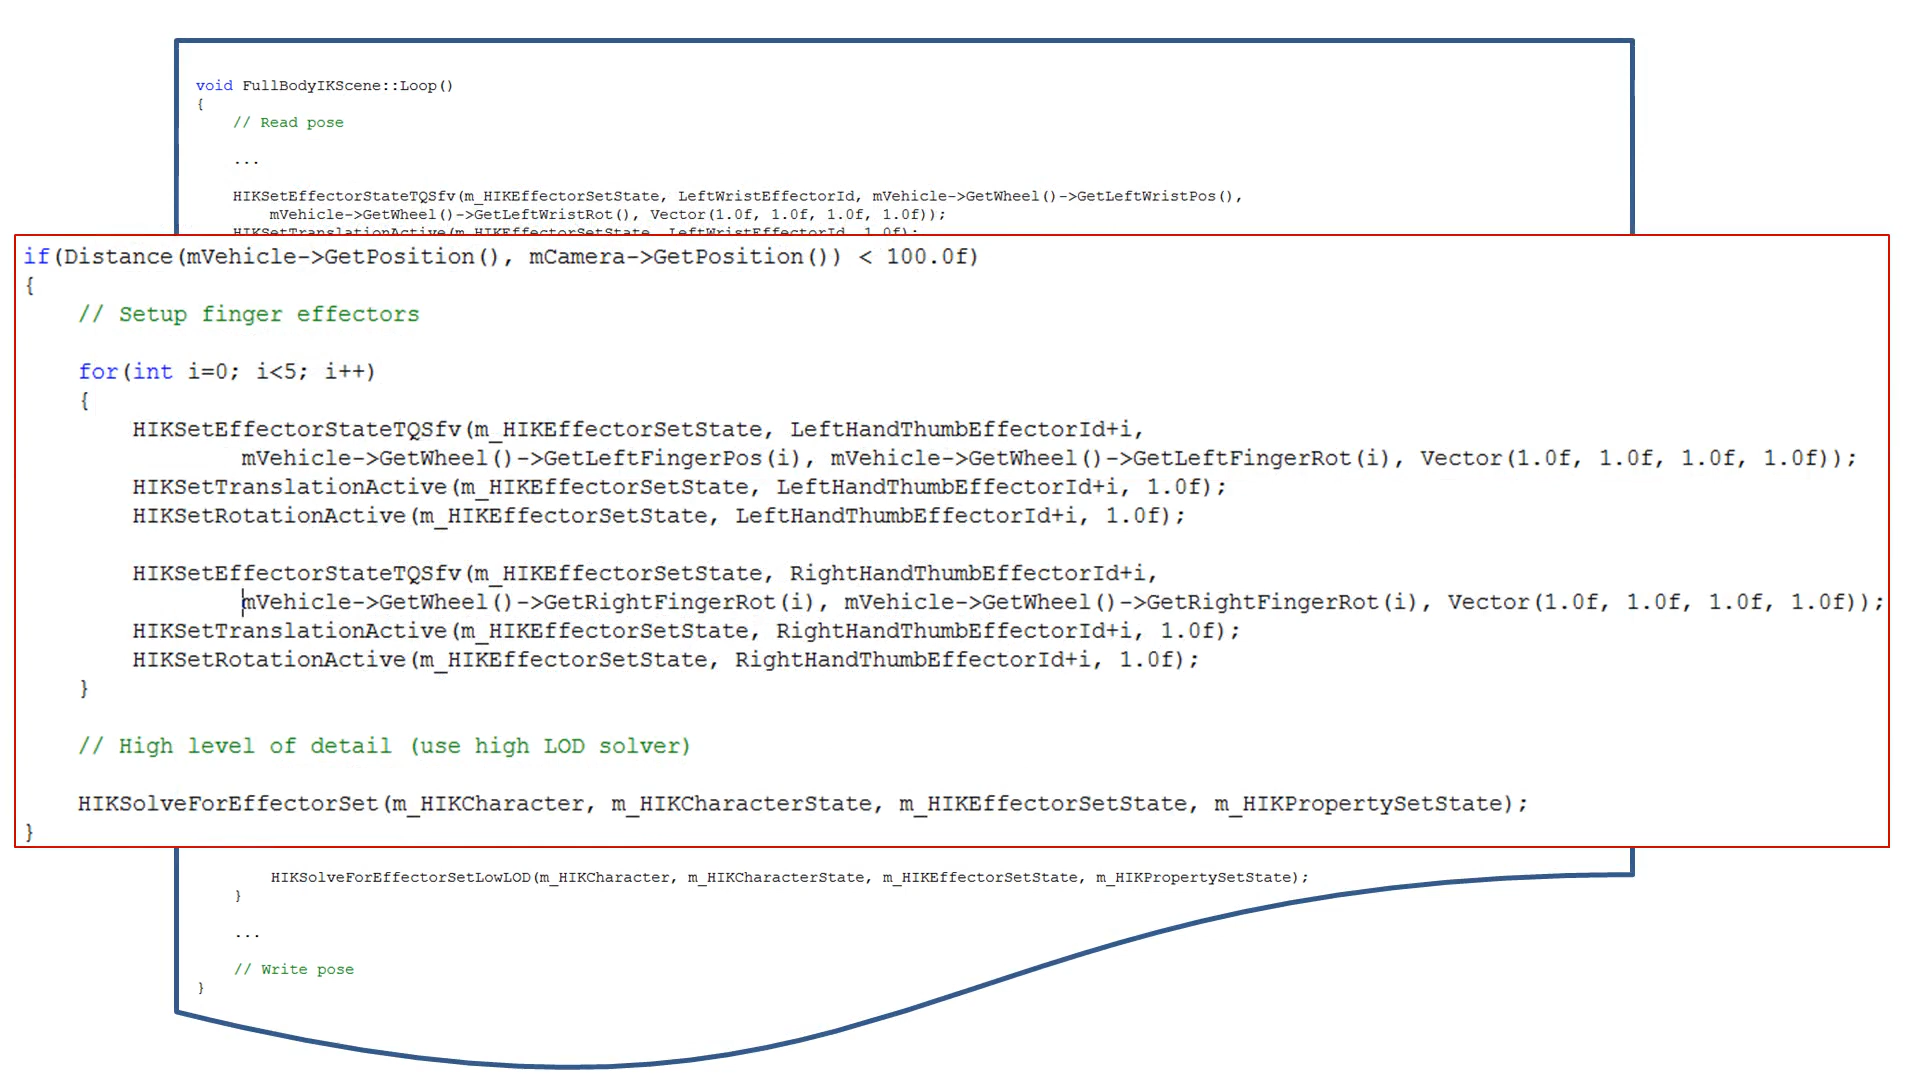 void FullBodyIKScene::Loop()
{
// Read pose
...
HIKSetEffectorStateTQSfv(m_HIKEffectorSetState, LeftWristEffectorId, mVehicle->GetWheel()->GetLeftWristPos(),
mVehicle->GetWheel()->GetLeftWristRot(), Vector(1.0f, 1.0f, 1.0f, 1.0f));
HIKSetTranslationActive(m_HIKEffectorSetState, LeftWristEffectorId, 1.0f);
if(Distance(mVehicle->GetPosition(), mCamera->GetPosition()) < 100.0f)
{
// Setup finger effectors
for(int i=0; i<5; i++)
{
HIKSetEffectorStateTQSfv(m_HIKEffectorSetState, LeftHandThumbEffectorId+i,
mVehicle->GetWheel()->GetLeftFingerPos(i), mVehicle->GetWheel()->GetLeftFingerRot(i), Vector(1.0f, 1.0f, 1.0f, 1.0f));
HIKSetTranslationActive(m_HIKEffectorSetState, LeftHandThumbEffectorId+i, 1.0f);
HIKSetRotationActive(m_HIKEffectorSetState, LeftHandThumbEffectorId+i, 1.0f);
HIKSetEffectorStateTQSfv(m_HIKEffectorSetState, RightHandThumbEffectorId+i,
mVehicle->GetWheel()->GetRightFingerRot(i), mVehicle->GetWheel()->GetRightFingerRot(i), Vector(1.0f, 1.0f, 1.0f, 1.0f));
HIKSetTranslationActive(m_HIKEffectorSetState, RightHandThumbEffectorId+i, 1.0f);
HIKSetRotationActive(m_HIKEffectorSetState, RightHandThumbEffectorId+i, 1.0f);
}
// High level of detail (use high LOD solver)
HIKSolveForEffectorSet(m_HIKCharacter, m_HIKCharacterState, m_HIKEffectorSetState, m_HIKPropertySetState);
}
HIKSolveForEffectorSetLowLOD(m_HIKCharacter, m_HIKCharacterState, m_HIKEffectorSetState, m_HIKPropertySetState);
}
...
// Write pose
}